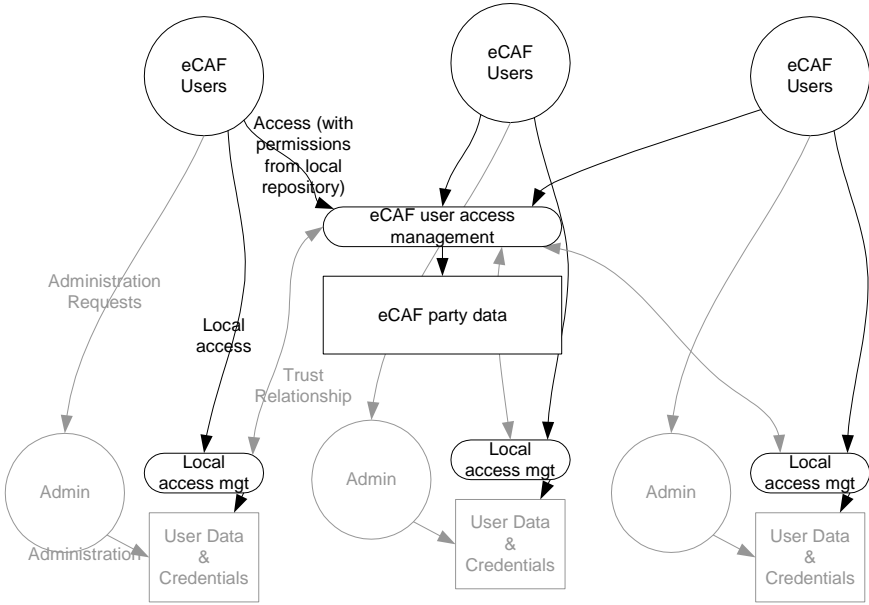 eCAF
Users
eCAF
Users
eCAF
Users
Access (with
permissions
from local
repository)
eCAF user access
management
Administration
Requests
eCAF party data
Local
access
Trust
Relationship
Local
access mgt
Local
access mgt
Local
access mgt
Admin
Admin
Admin
User Data
&
Credentials
User Data
&
Credentials
User Data
&
Credentials
Administration